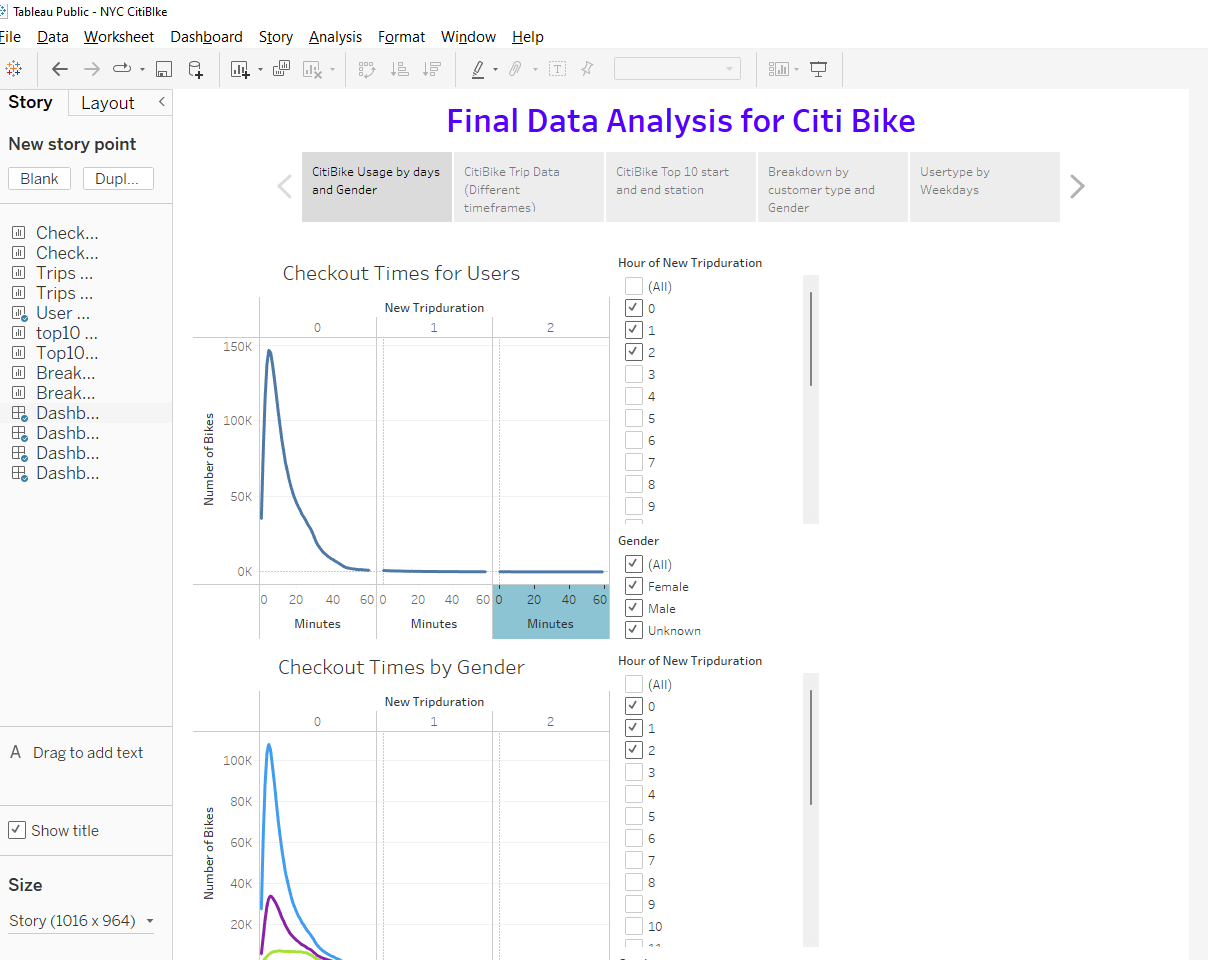 Tableau Public - NYC CitiBIke
File Data Worksheet Dashboard Story Analysis Format Window Help
Story Layout
New story point
Blank Dupl...
Check...
Check...
Trips ...
Trips ...
User ...
top10 ...
Top10...
Break...
Break...
Dashb...
Dashb...
Dashb...
Dashb...
A Drag to add text
Show title
Size
Story (1016 x 964)
Final Data Analysis for Citi Bike
CitiBike Usage by days
and Gender
CitiBike Trip Data
(Different
timeframes)
CitiBike Top 10 start
and end station
Breakdown by
customer type and
Gender
Usertype by
Weekdays
Checkout Times for Users
New Tripduration
0 1 2
Number of Bikes
150K
100K
50K
0K
0 20 40 60 0 20 40 60 0 20 40 60
Minutes Minutes Minutes
Hour of New Tripduration
(All)
0
1
2
3
4
5
6
7
8
9
Gender
(All)
Female
Male
Unknown
Checkout Times by Gender
New Tripduration
0 1 2
Number of Bikes
100K
80K
60K
40K
20K
Hour of New Tripduration
(All)
0
1
2
3
4
5
6
7
8
9
10
11